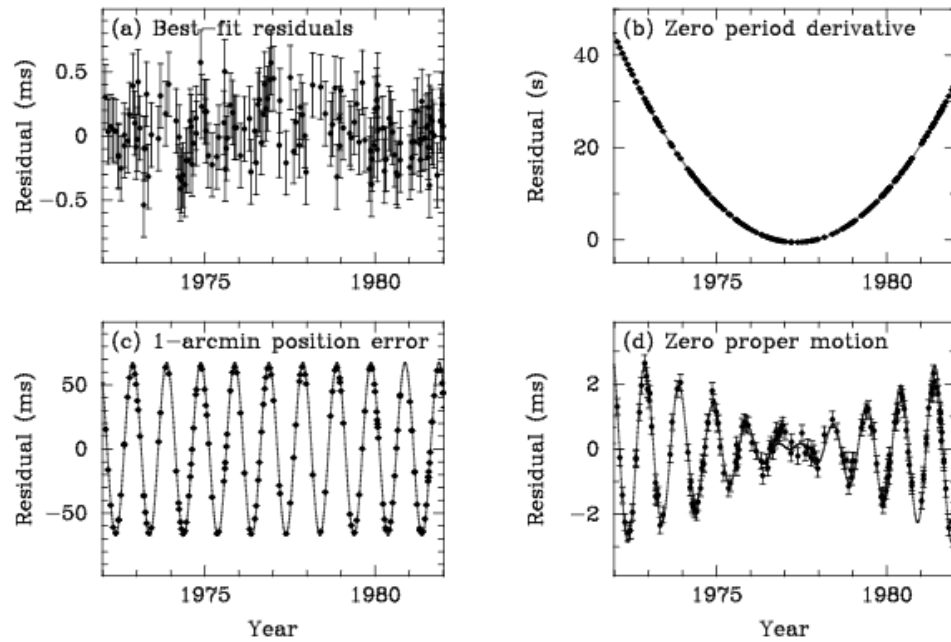 (a) Best-fit residuals
Residual (ms)
0.5
0
−0.5
1975
1980
(b) Zero period derivative
Residual (s)
40
20
0
1975
1980
(c) 1-arcmin position error
Residual (ms)
50
0
−50
1975
1980
Year
(d) Zero proper motion
Residual (ms)
2
0
−2
1975
1980
Year